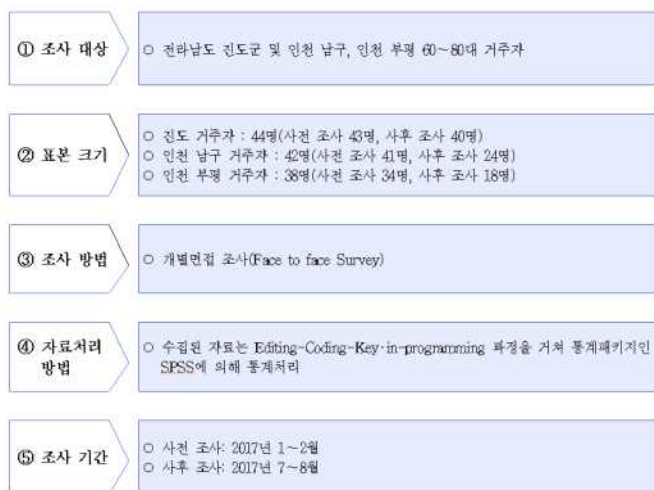 ① 조사 대상
○ 전라남도 진도군 및 인천 남구, 인천 부평 60~80대 거주자
② 표본 크기
○ 진도 거주자 : 44명(사전 조사 43명, 사후 조사 40명)
○ 인천 남구 거주자 : 42명(사전 조사 41명, 사후 조사 24명)
○ 인천 부평 거주자 : 38명(사전 조사 34명, 사후 조사 18명)
③ 조사 방법
○ 개별면접 조사(Face to face Survey)
④ 자료처리
방법
○ 수집된 자료는 Editing-Coding-Key·in-programming 과정을 거쳐 통계패키지인
SPSS에 의해 통계처리
⑤ 조사 기간
○ 사전 조사: 2017년 1~2월
○ 사후 조사: 2017년 7~8월